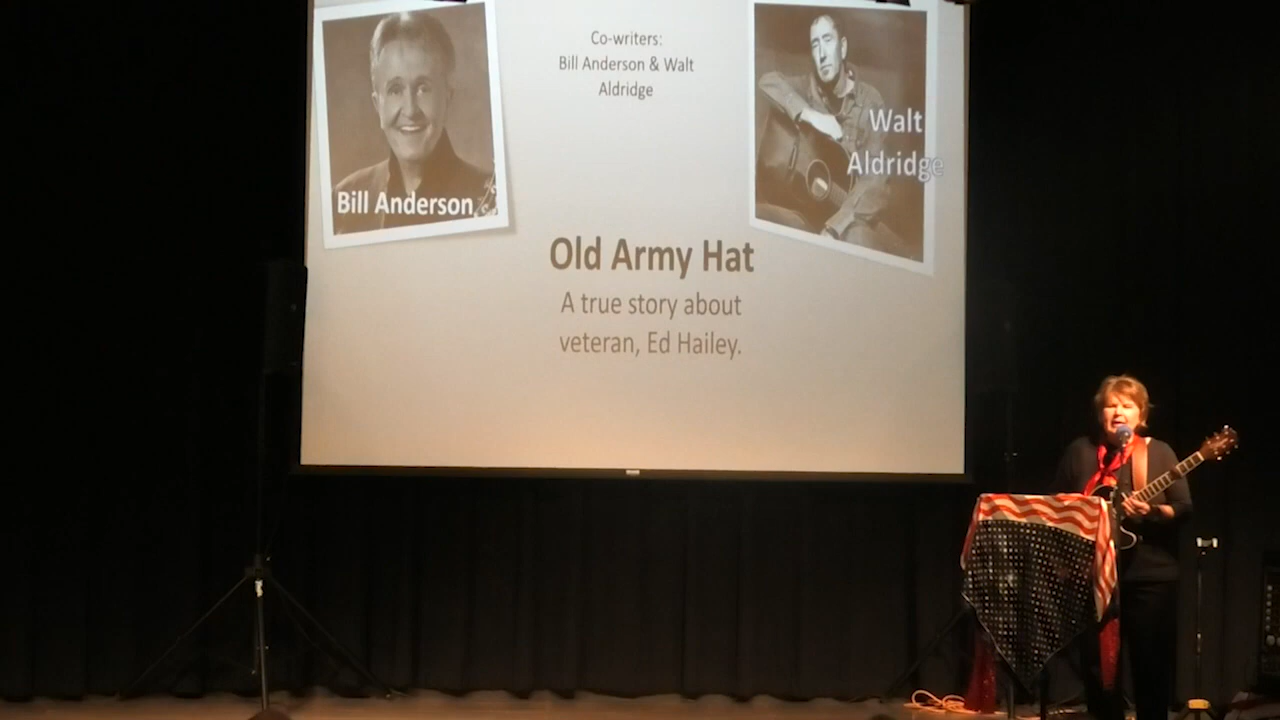 Co-writers:
Bill Anderson & Walt
Aldridge
Walt
Aldridge
Bill Anderson
Old Army Hat
A true story about
veteran, Ed Hailey.